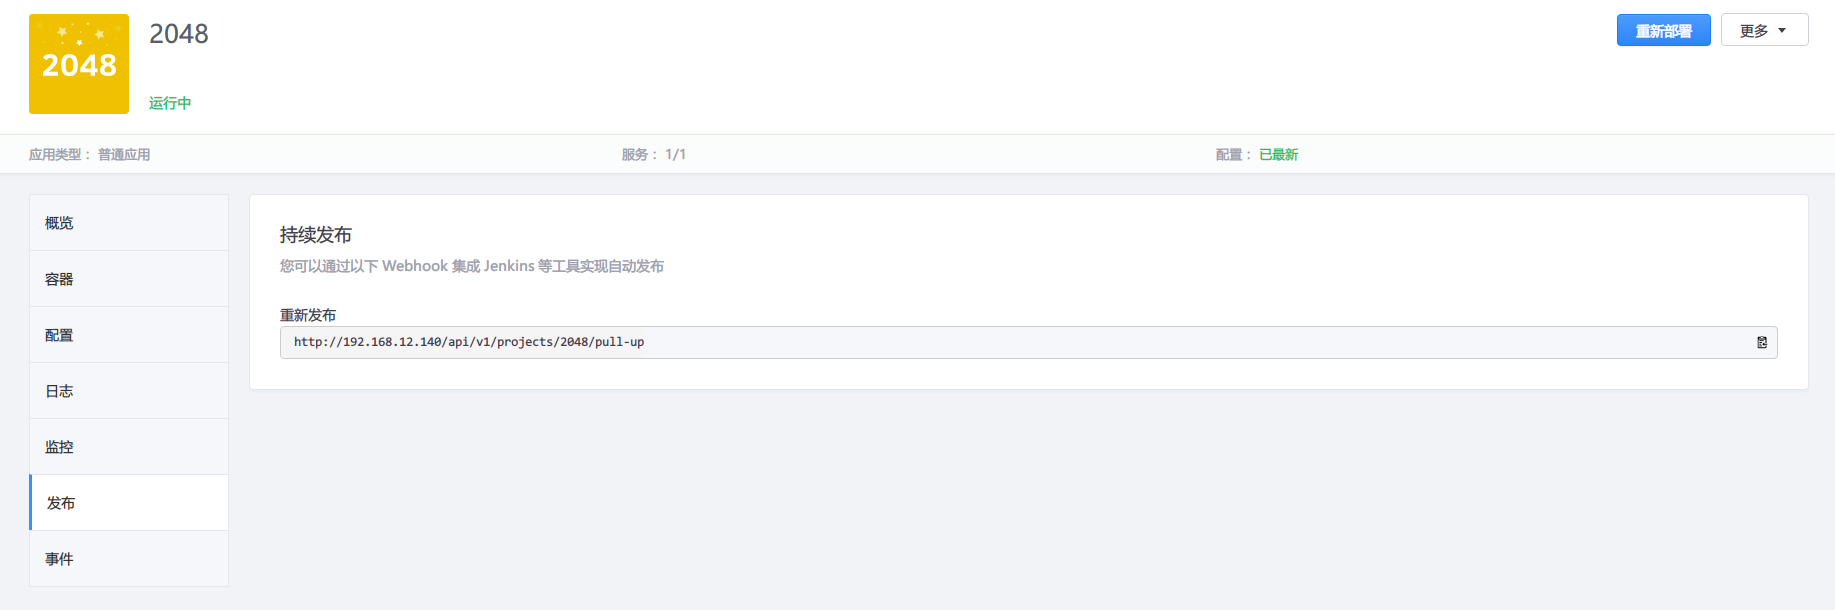 2048
2048
运行中
重新部署
更多
应用类型： 普通应用
服务： 1/1
配置： 已最新
概览
容器
配置
日志
监控
发布
事件
持续发布
您可以通过以下 Webhook 集成 Jenkins 等工具实现自动发布
重新发布
http://192.168.12.140/api/v1/projects/2048/pull-up